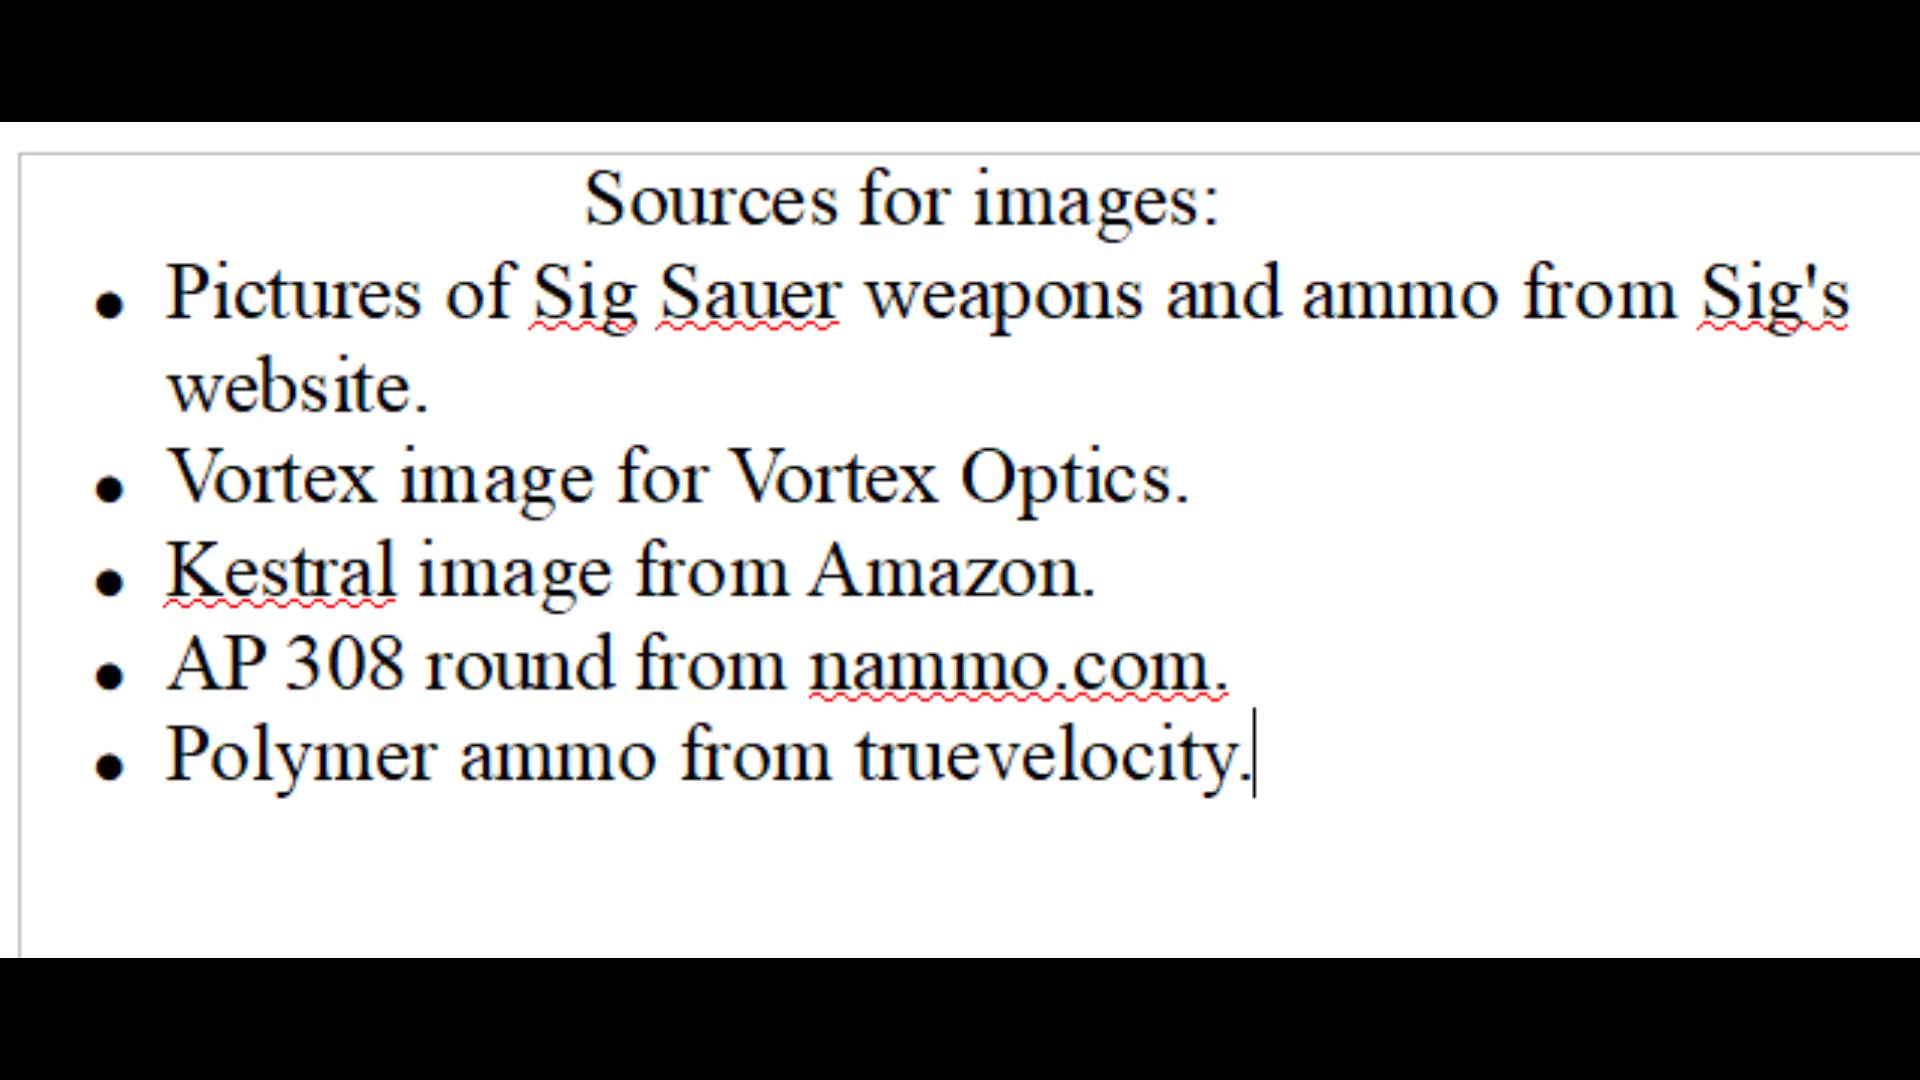 Sources for images:
● Pictures of Sig Sauer weapons and ammo from Sig's
website.
● Vortex image for Vortex Optics.
● Kestral image from Amazon.
● AP 308 round from nammo.com.
● Polymer ammo from truevelocity.